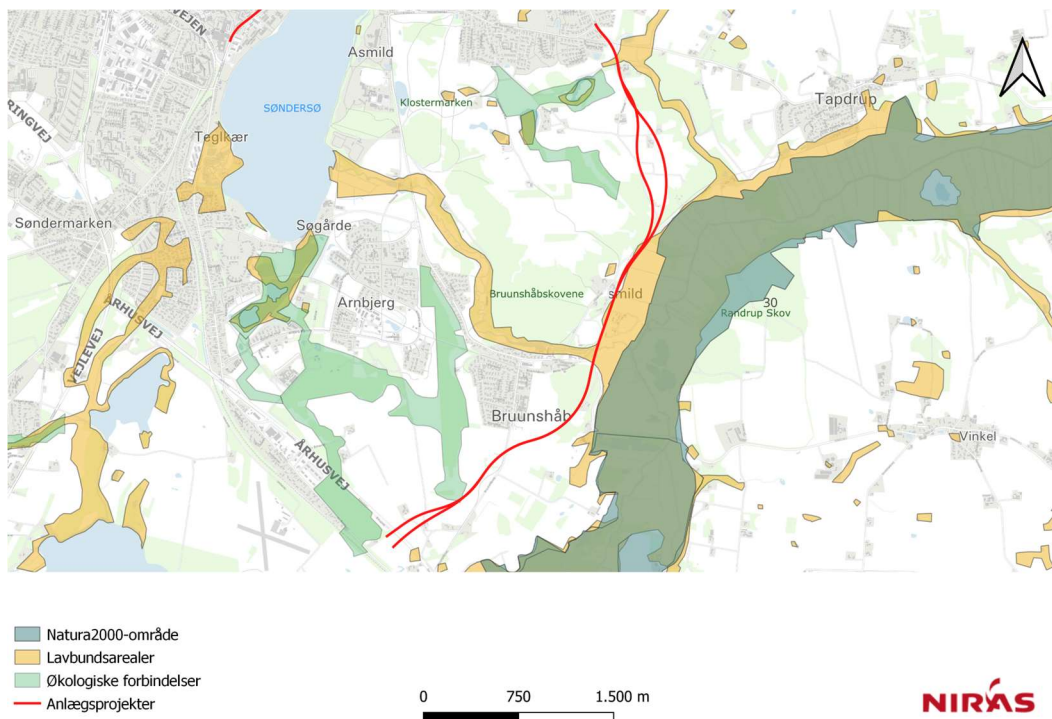 VEJEN
Asmild
RINGVEJ
SØNDERSØ
Klostermarken
Tapdrup
Teglkær
Søndermarken
Søgårde
Bruunshåbskovene
smild
30
Randrup Skov
Arnbjerg
ÅRHUSVEJ
VEJLEVEJ
Bruunshåb
Vinkel
ÅRHUSVEJ
Natura2000-område
Lavbundsarealer
Økologiske forbindelser
Anlægsprojekter
0 750 1.500 m
NIRAS